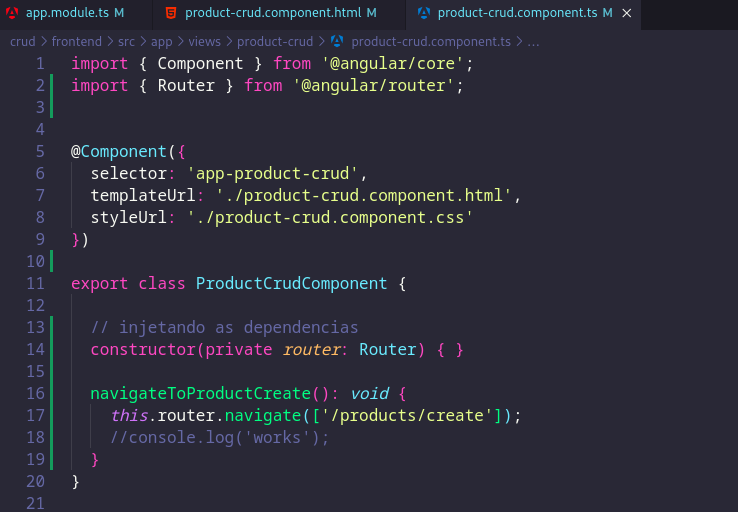 app.module.ts M product-crud.component.html M product-crud.component.ts M ×
crud > frontend > src > app > views > product-crud > product-crud.component.ts > ...
1 import { Component } from '@angular/core';
2 import { Router } from '@angular/router';
3
4
5 @Component({
6   selector: 'app-product-crud',
7   templateUrl: './product-crud.component.html',
8   styleUrl: './product-crud.component.css'
9 })
10
11 export class ProductCrudComponent {
12
13   // injetando as dependencias
14   constructor(private router: Router) { }
15
16   navigateToProductCreate(): void {
17     this.router.navigate(['/products/create']);
18     //console.log('works');
19   }
20 }
21